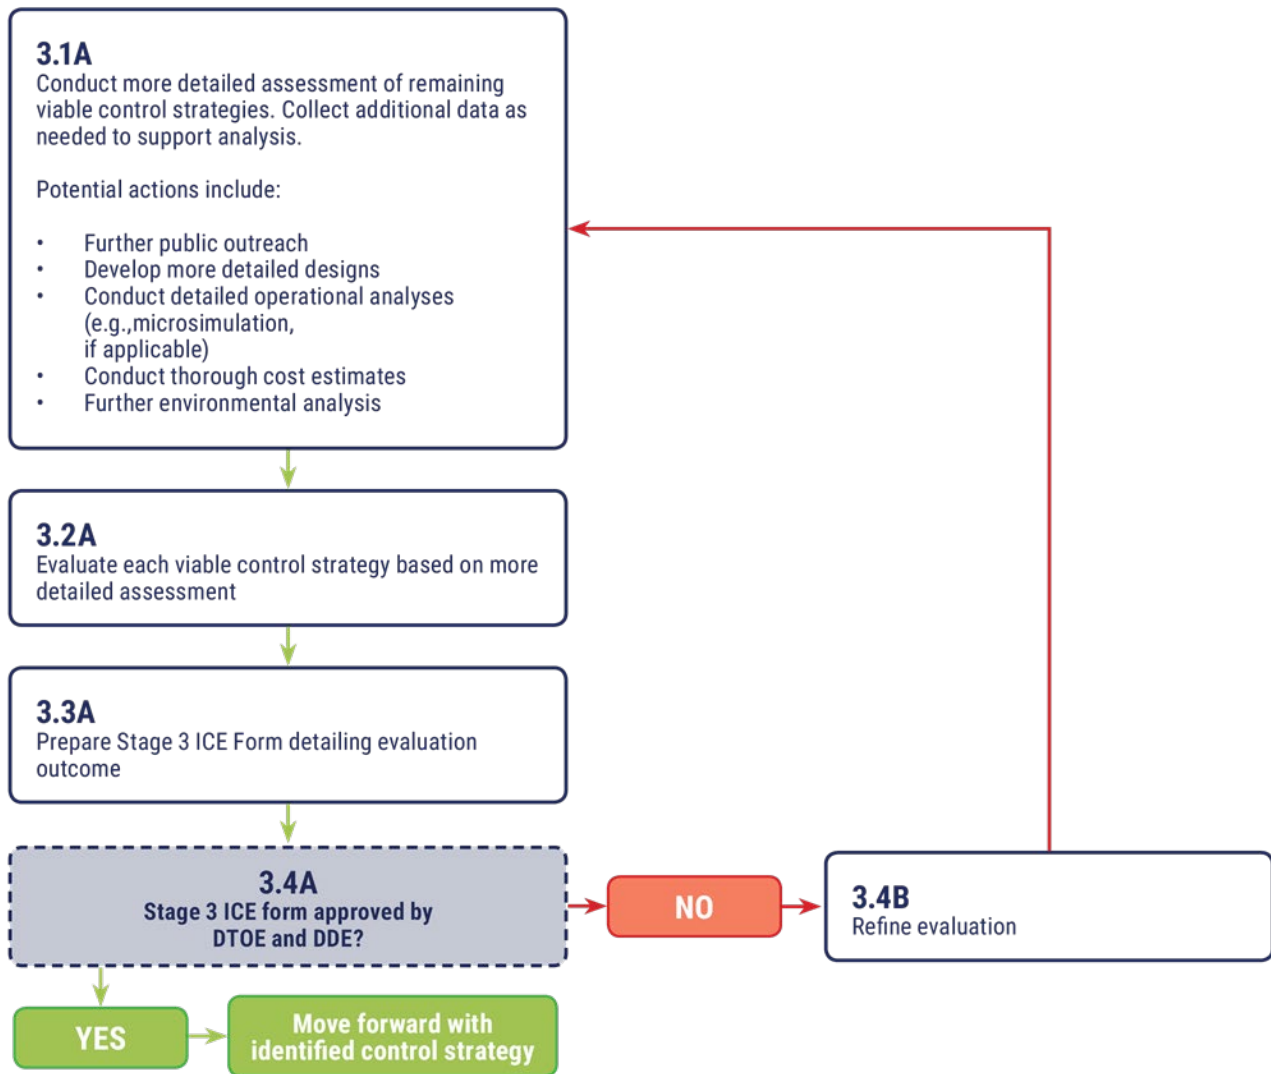 3.1A
Conduct more detailed assessment of remaining
viable control strategies. Collect additional data as
needed to support analysis.
Potential actions include:
• Further public outreach
• Develop more detailed designs
• Conduct detailed operational analyses
(e.g.,microsimulation,
if applicable)
• Conduct thorough cost estimates
• Further environmental analysis
3.2A
Evaluate each viable control strategy based on more
detailed assessment
3.3A
Prepare Stage 3 ICE Form detailing evaluation
outcome
3.4A
Stage 3 ICE form approved by
DTOE and DDE?
NO
3.4B
Refine evaluation
YES
Move forward with
identified control strategy